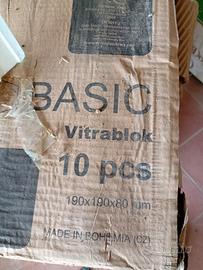 BASIC
Vitrablok
10 pcs
190x190x80 mm
MADE IN BOHEMIA (CZ)